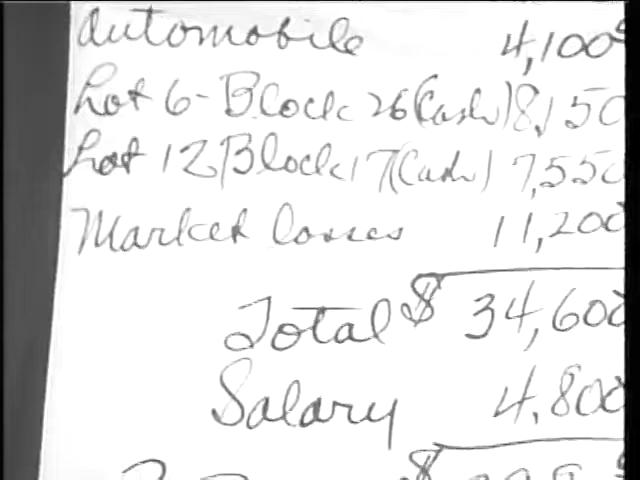 Automobile 4,100
Lot 6 - Block 26 (Cash) 8,150
Lot 12 Block 17 (Cash) 7,550
Market losses 11,200
Total $ 34,600
Salary 4,800
$